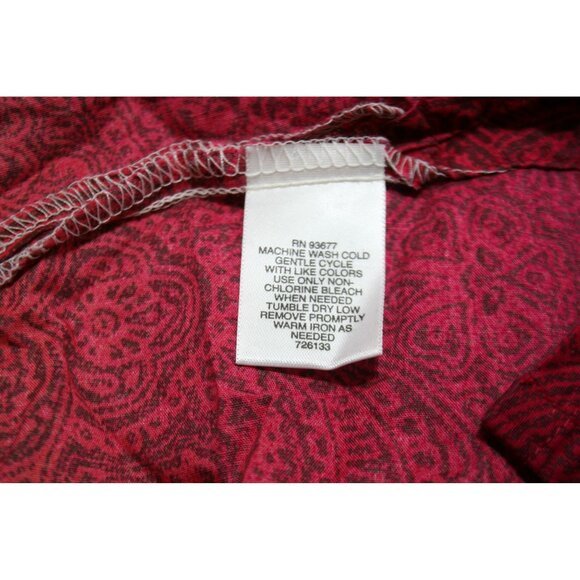 RN 93677
MACHINE WASH COLD
GENTLE CYCLE
WITH LIKE COLORS
USE ONLY NON-
CHLORINE BLEACH
WHEN NEEDED
TUMBLE DRY LOW
REMOVE PROMPTLY
WARM IRON AS
NEEDED
726133